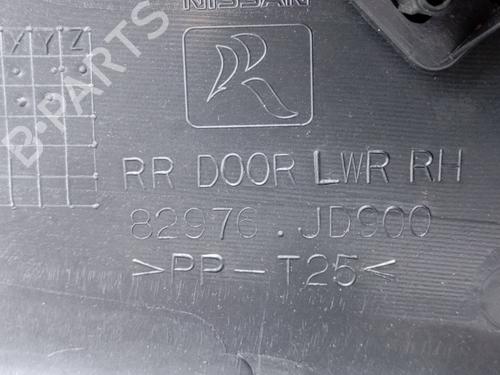 NISSAN
X Y Z
B-PARTS
RR DOOR LWR RH
82976 . JD900
>PP-T25<